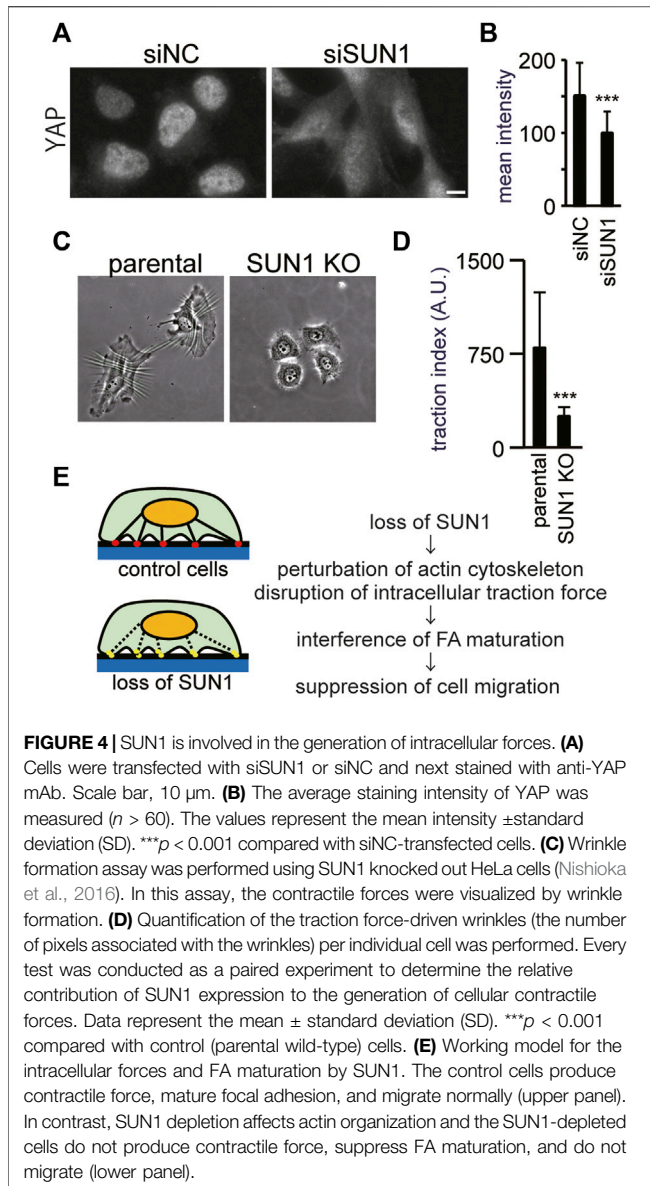 A
siNC
siSUN1
YAP
B
mean intensity
200
100
0
***
siNC
siSUN1
C
parental
SUN1 KO
D
traction index (A.U.)
1500
750
0
***
parental
SUN1 KO
E
control cells
loss of SUN1
loss of SUN1
↓
perturbation of actin cytoskeleton
disruption of intracellular traction force
↓
interference of FA maturation
↓
suppression of cell migration
FIGURE 4 | SUN1 is involved in the generation of intracellular forces. (A)
Cells were transfected with siSUN1 or siNC and next stained with anti-YAP
mAb. Scale bar, 10 µm. (B) The average staining intensity of YAP was
measured (n > 60). The values represent the mean intensity ±standard
deviation (SD). ***p < 0.001 compared with siNC-transfected cells. (C) Wrinkle
formation assay was performed using SUN1 knocked out HeLa cells (Nishioka
et al., 2016). In this assay, the contractile forces were visualized by wrinkle
formation. (D) Quantification of the traction force-driven wrinkles (the number
of pixels associated with the wrinkles) per individual cell was performed. Every
test was conducted as a paired experiment to determine the relative
contribution of SUN1 expression to the generation of cellular contractile
forces. Data represent the mean ± standard deviation (SD). ***p < 0.001
compared with control (parental wild-type) cells. (E) Working model for the
intracellular forces and FA maturation by SUN1. The control cells produce
contractile force, mature focal adhesion, and migrate normally (upper panel).
In contrast, SUN1 depletion affects actin organization and the SUN1-depleted
cells do not produce contractile force, suppress FA maturation, and do not
migrate (lower panel).